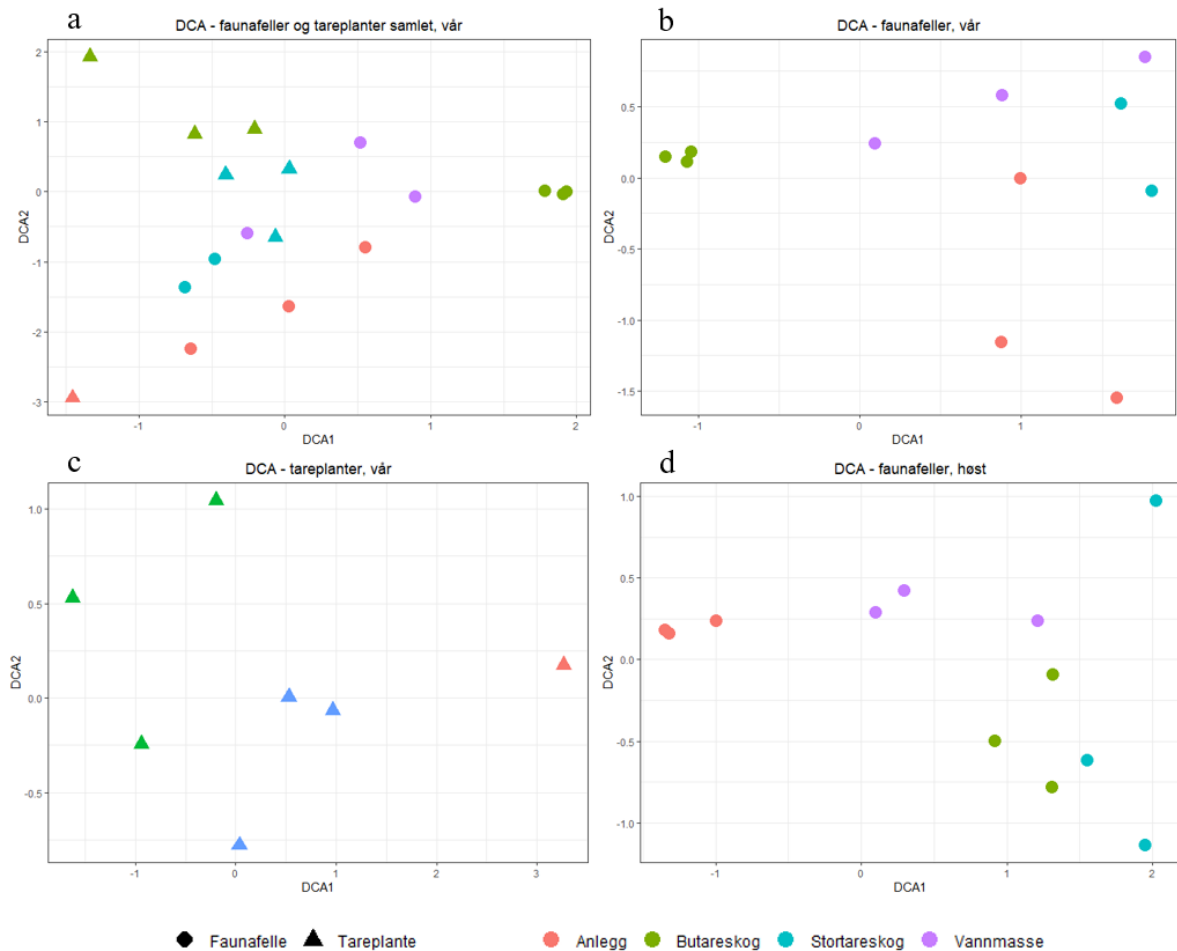 a
DCA - faunafeller og tareplanter samlet, vår
2
1
0
-1
-2
-3
DCA2
-1
0
1
2
DCA1
b
DCA - faunafeller, vår
0.5
0.0
-0.5
-1.0
-1.5
DCA2
-1
0
1
DCA1
c
DCA - tareplanter, vår
1.0
0.5
0.0
-0.5
DCA2
-1
0
1
2
3
DCA1
d
DCA - faunafeller, høst
1.0
0.5
0.0
-0.5
-1.0
DCA2
-1
0
1
2
DCA1
Faunafelle Tareplante Anlegg Butareskog Stortareskog Vannmasse